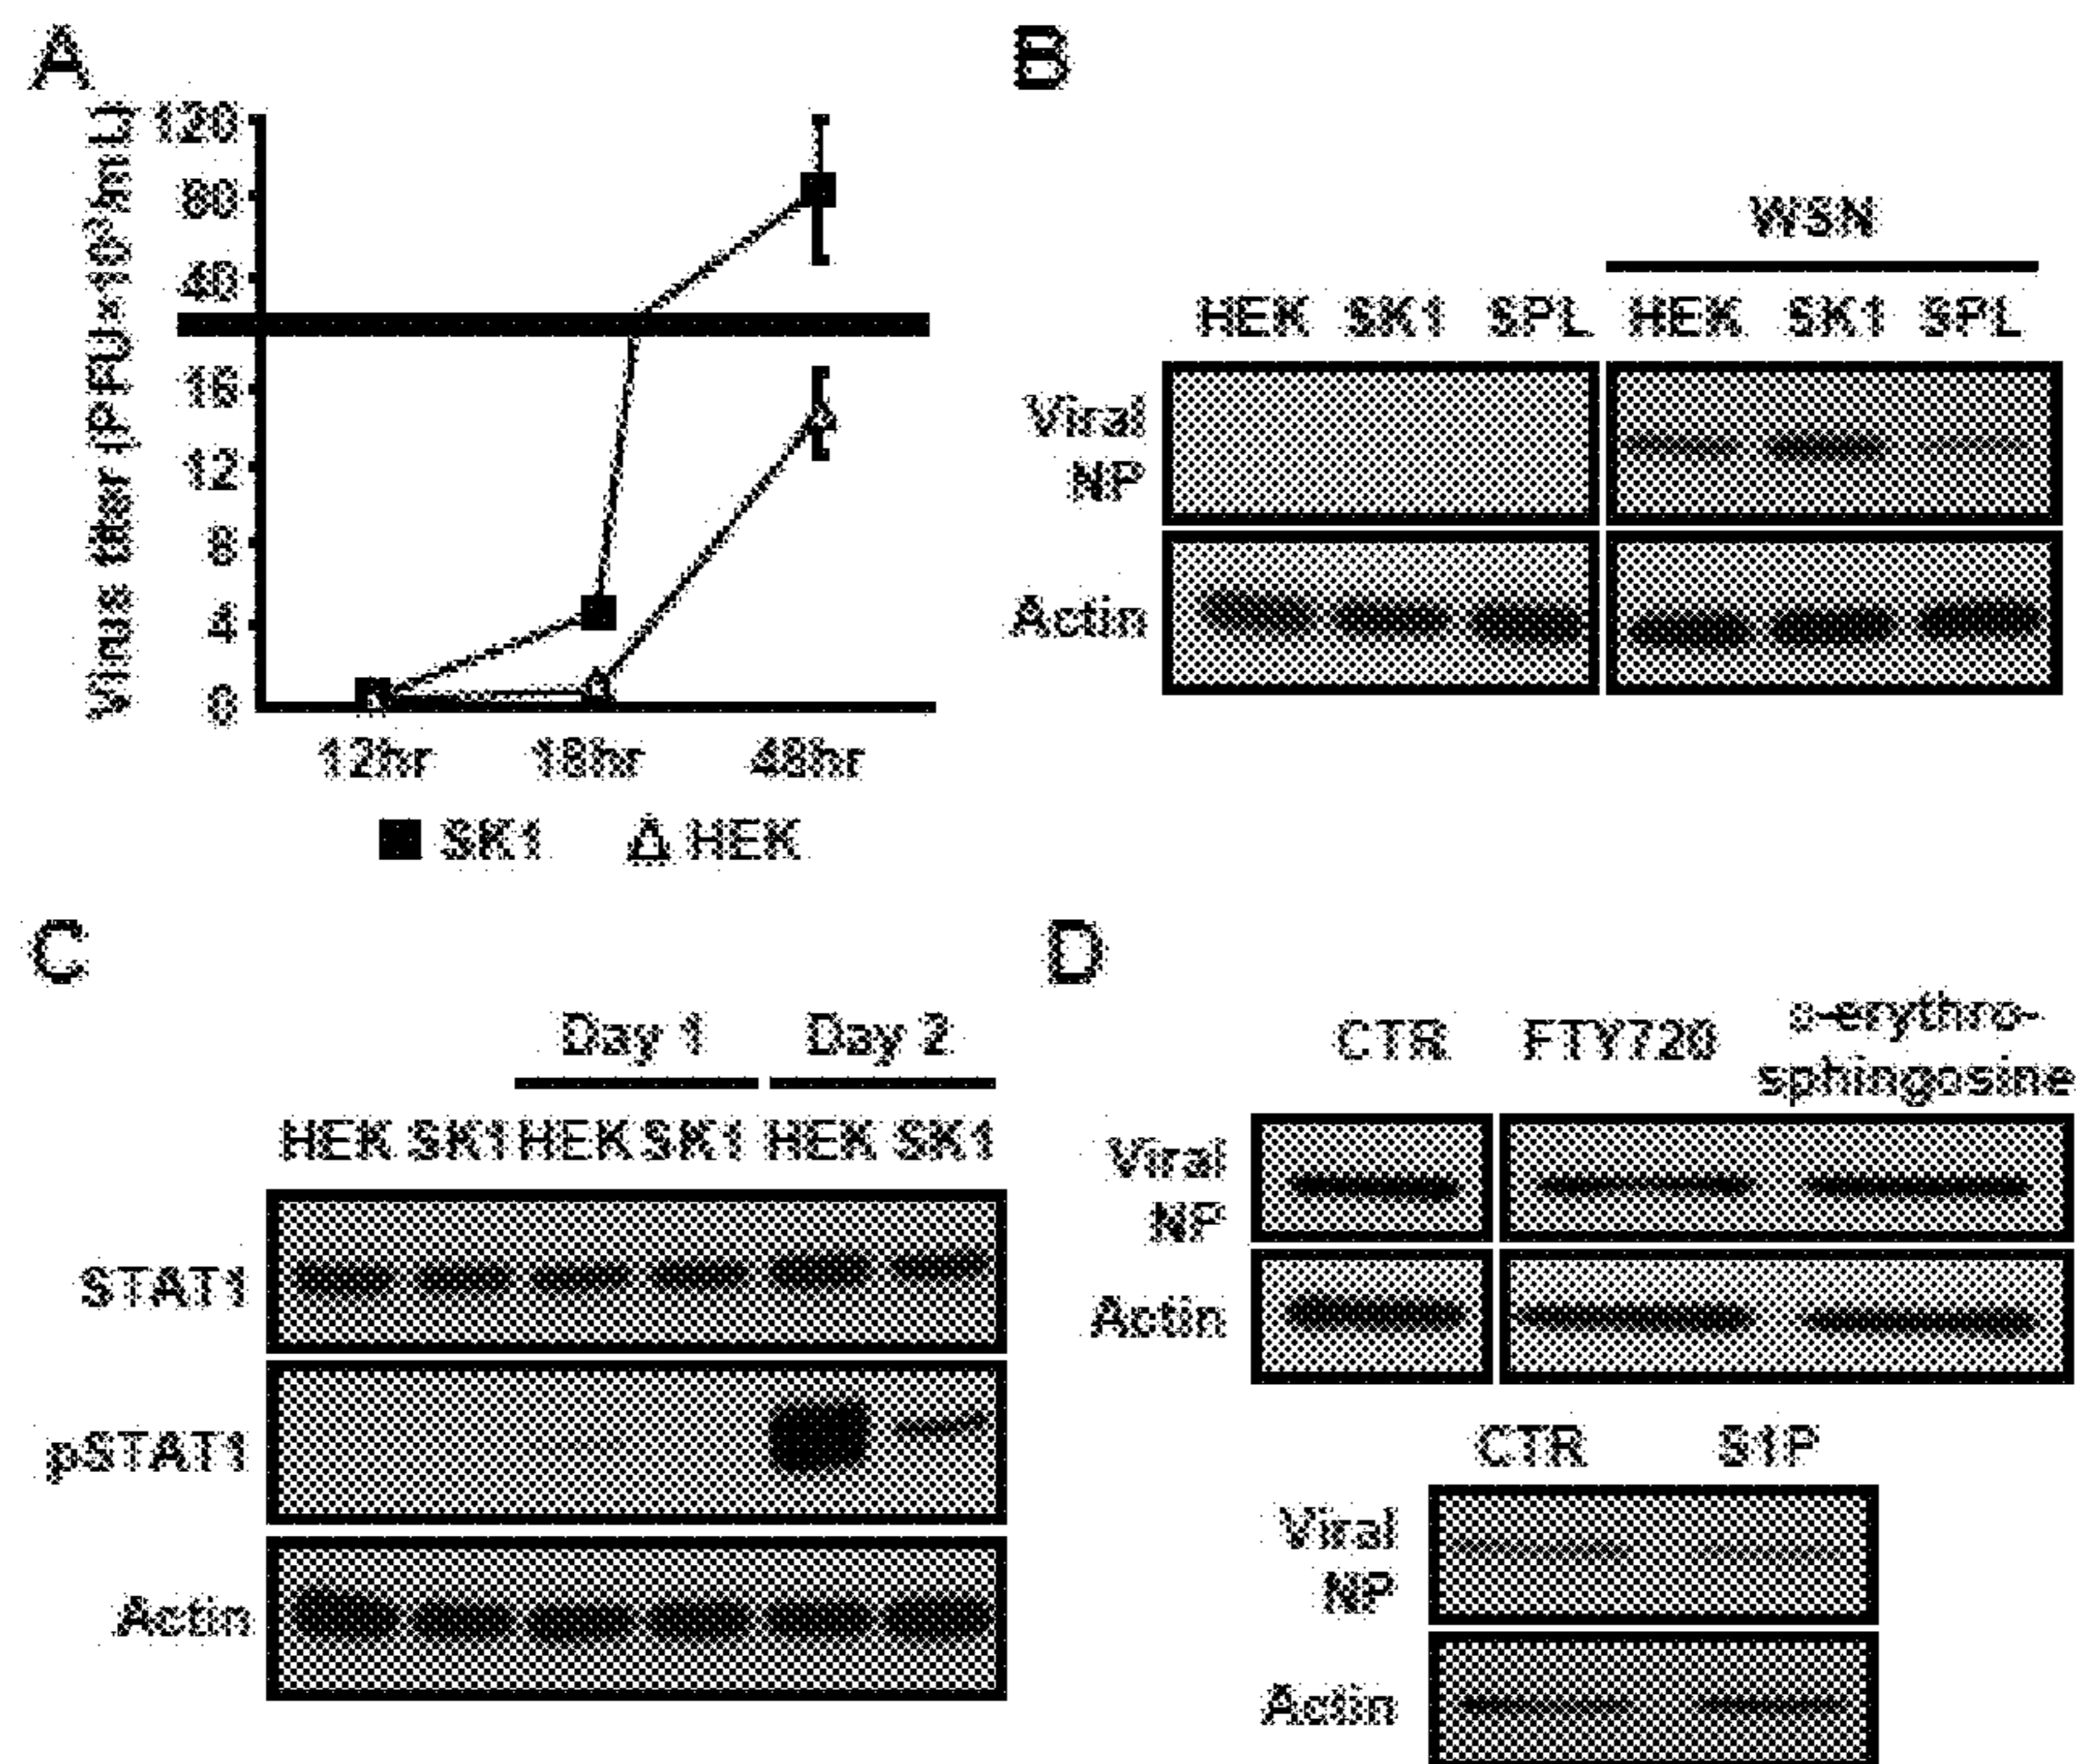 A
Virus titer (PFU×10³/mL)
120
80
40
16
12
8
4
0
12hr 18hr 48hr
SK1 HEK
B
WSN
HEK SK1 SPL HEK SK1 SPL
Viral
NP
Actin
C
Day 1 Day 2
HEK SK1 HEK SK1 HEK SK1
STAT1
pSTAT1
Actin
D
CTR FTY720
-erythro-
sphingosine
Viral
NP
Actin
CTR S1P
Viral
NP
Actin